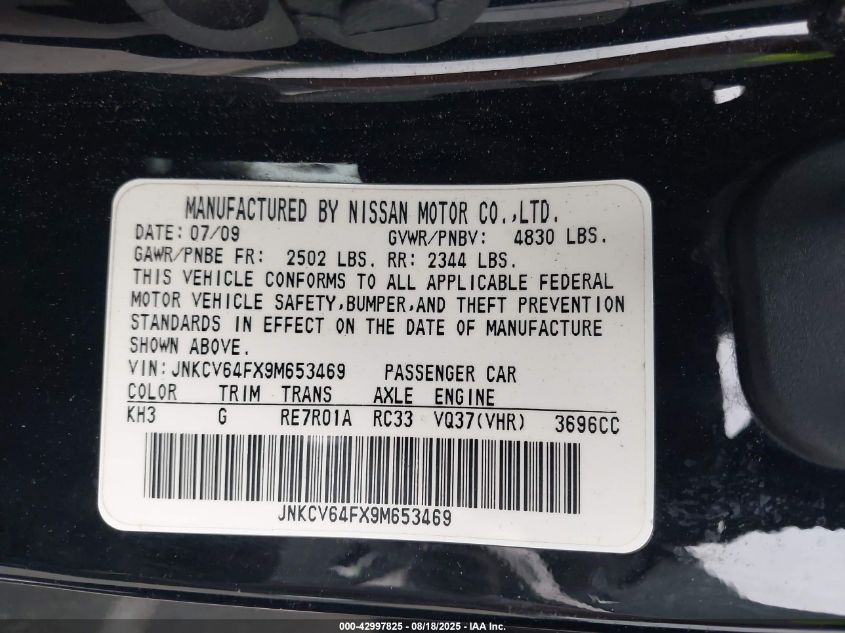 MANUFACTURED BY NISSAN MOTOR CO.,LTD.
DATE: 07/09 GVWR/PNBV: 4830 LBS.
GAWR/PNBE FR: 2502 LBS. RR: 2344 LBS.
THIS VEHICLE CONFORMS TO ALL APPLICABLE FEDERAL
MOTOR VEHICLE SAFETY,BUMPER,AND THEFT PREVENTION
STANDARDS IN EFFECT ON THE DATE OF MANUFACTURE
SHOWN ABOVE.
VIN:JNKCV64FX9M653469 PASSENGER CAR
COLOR TRIM TRANS AXLE ENGINE
KH3 G RE7R01A RC33 VQ37(VHR) 3696CC
JNKCV64FX9M653469
000-42997825 - 08/18/2025 - IAA Inc.